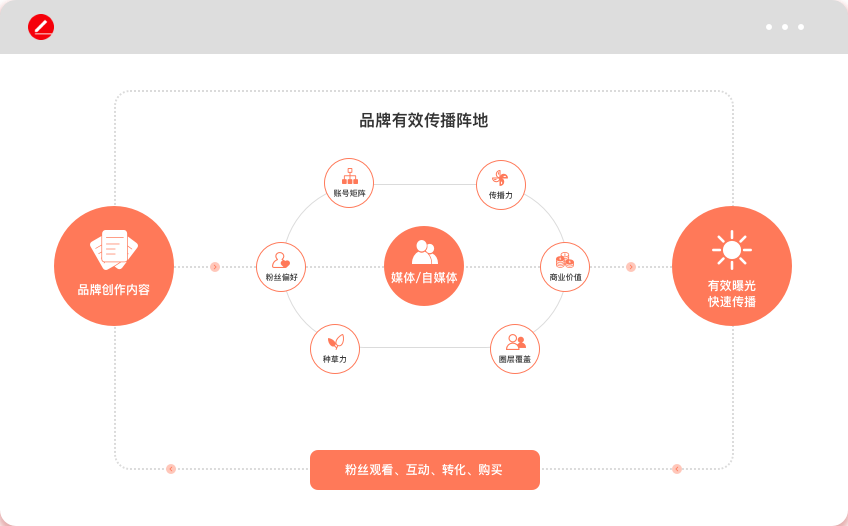 品牌有效传播阵地
账号矩阵
传播力
粉丝偏好
媒体/自媒体
商业价值
品牌创作内容
有效曝光
快速传播
种草力
圈层覆盖
粉丝观看、互动、转化、购买